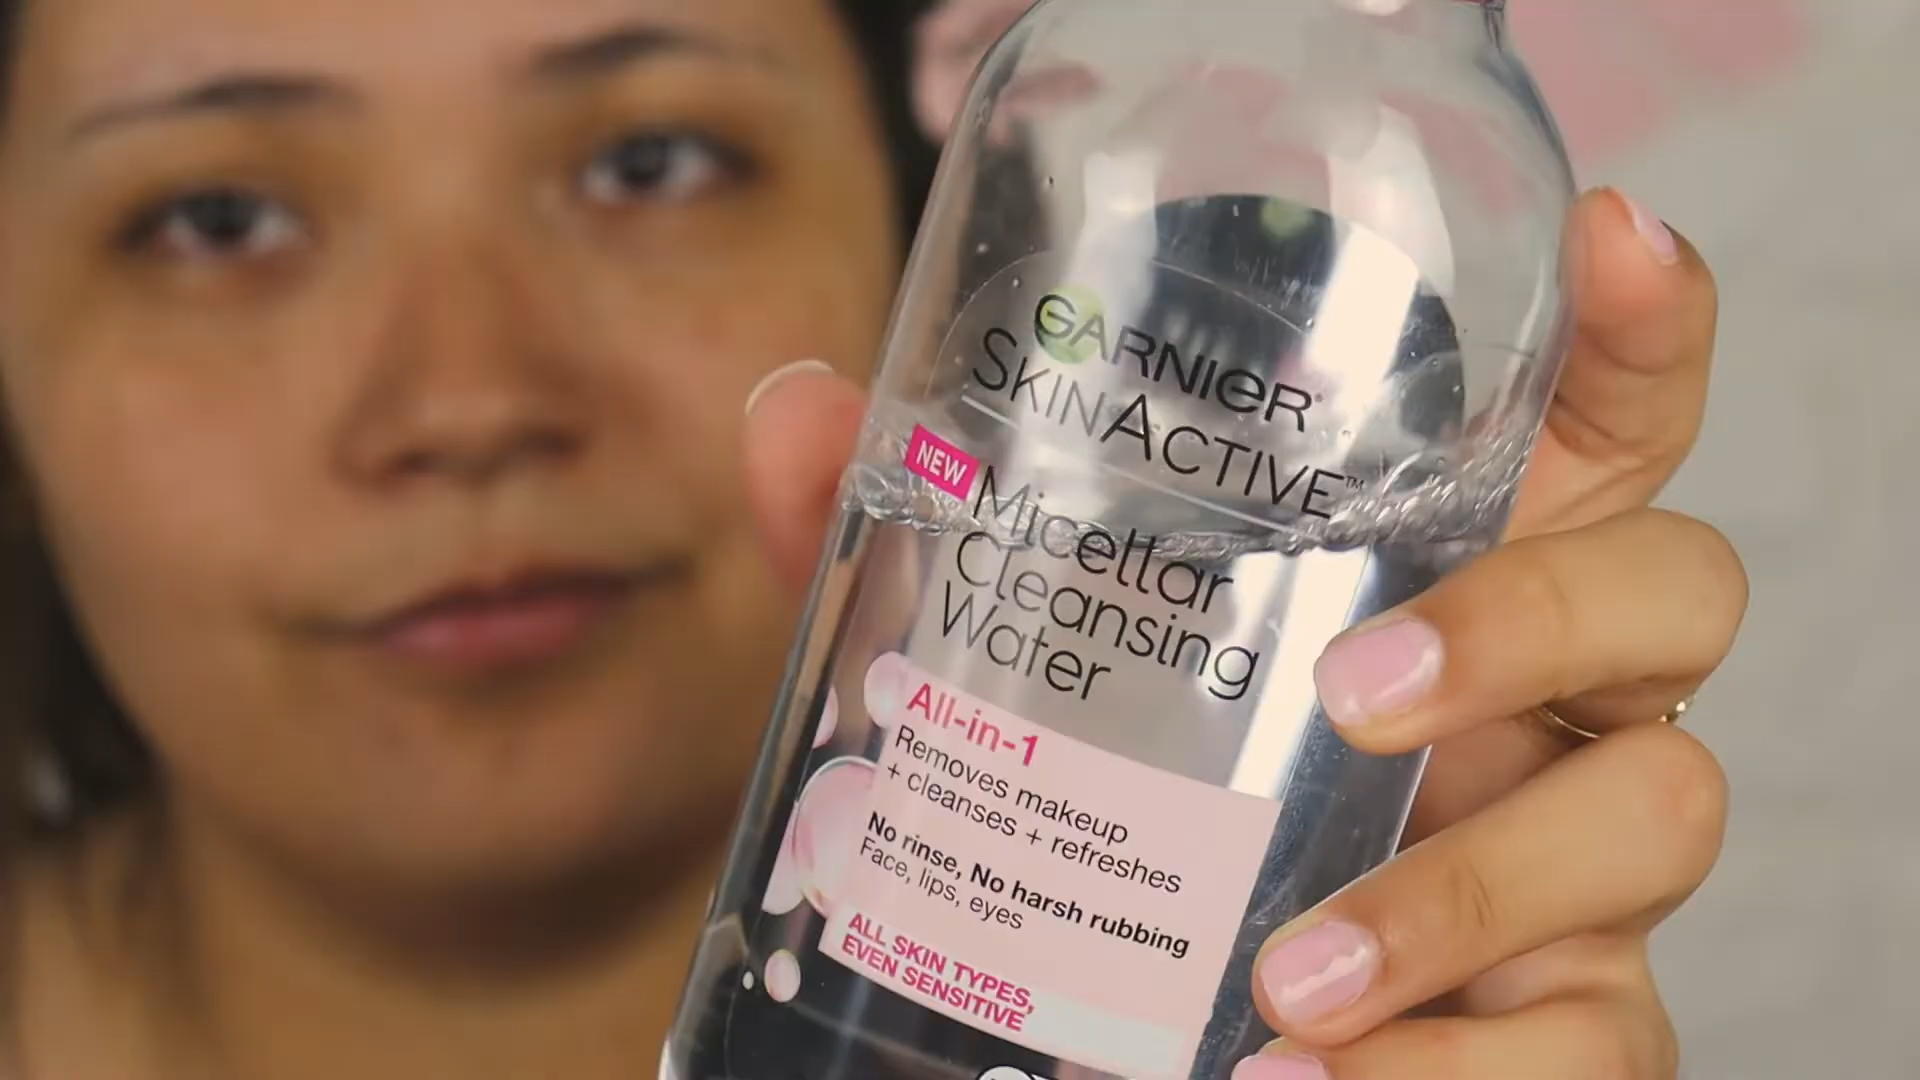 GARNIER®
SKINACTIVE™
NEW
Micellar
Cleansing
Water
All-in-1
Removes makeup
+ cleanses + refreshes
No rinse, No harsh rubbing
Face, lips, eyes
ALL SKIN TYPES,
EVEN SENSITIVE